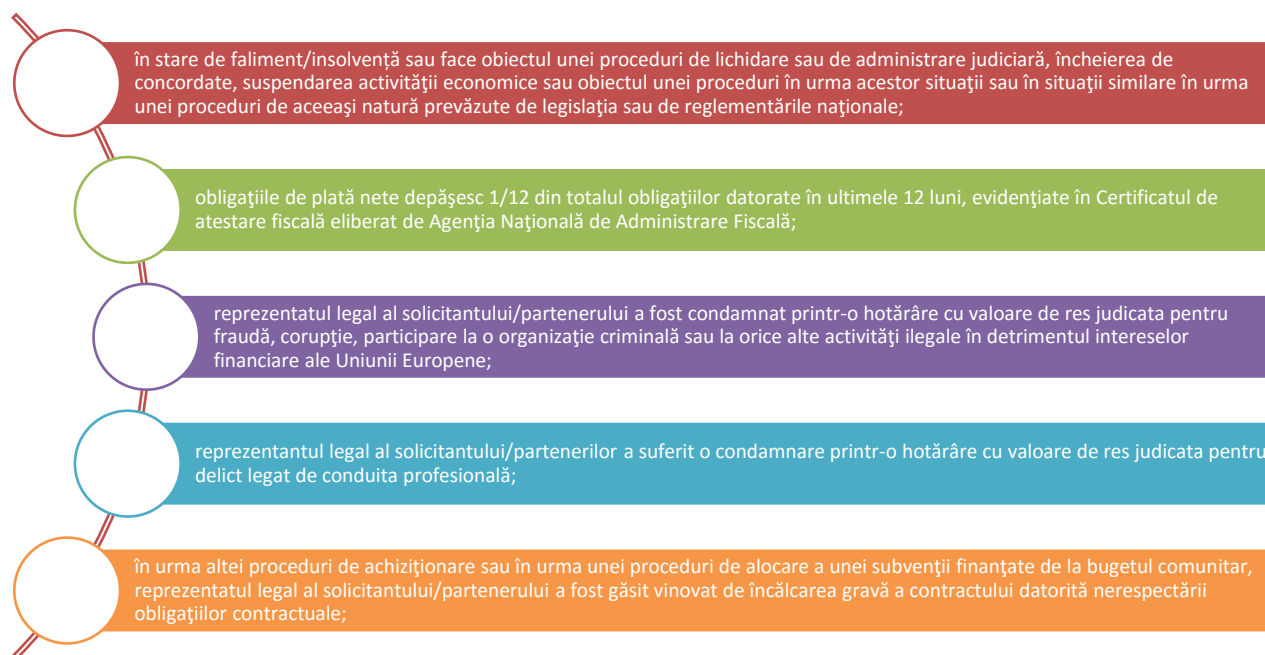 în stare de faliment/insolvență sau face obiectul unei proceduri de lichidare sau de administrare judiciară, încheierea de
concordate, suspendarea activităţii economice sau obiectul unei proceduri în urma acestor situaţii sau în situaţii similare în urma
unei proceduri de aceeaşi natură prevăzute de legislaţia sau de reglementările naţionale;
obligaţiile de plată nete depăşesc 1/12 din totalul obligaţiilor datorate în ultimele 12 luni, evidenţiate în Certificatul de
atestare fiscală eliberat de Agenţia Naţională de Administrare Fiscală;
reprezentatul legal al solicitantului/partenerului a fost condamnat printr-o hotărâre cu valoare de res judicata pentru
fraudă, corupţie, participare la o organizaţie criminală sau la orice alte activităţi ilegale în detrimentul intereselor
financiare ale Uniunii Europene;
reprezentantul legal al solicitantului/partenerilor a suferit o condamnare printr-o hotărâre cu valoare de res judicata pentru
delict legat de conduita profesională;
în urma altei proceduri de achiziţionare sau în urma unei proceduri de alocare a unei subvenţii finanţate de la bugetul comunitar,
reprezentatul legal al solicitantului/partenerului a fost găsit vinovat de încălcarea gravă a contractului datorită nerespectării
obligaţiilor contractuale;